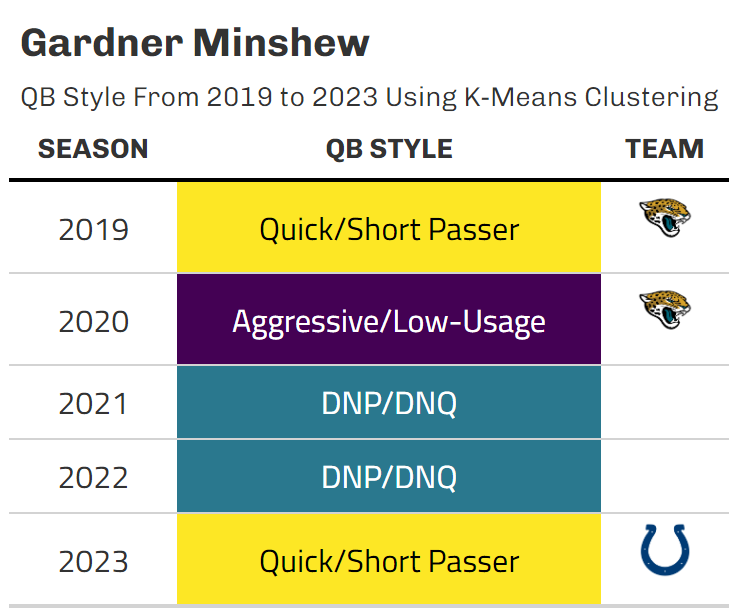 Gardner Minshew
QB Style From 2019 to 2023 Using K-Means Clustering
SEASON QB STYLE TEAM
2019 Quick/Short Passer
2020 Aggressive/Low-Usage
2021 DNP/DNQ
2022 DNP/DNQ
2023 Quick/Short Passer